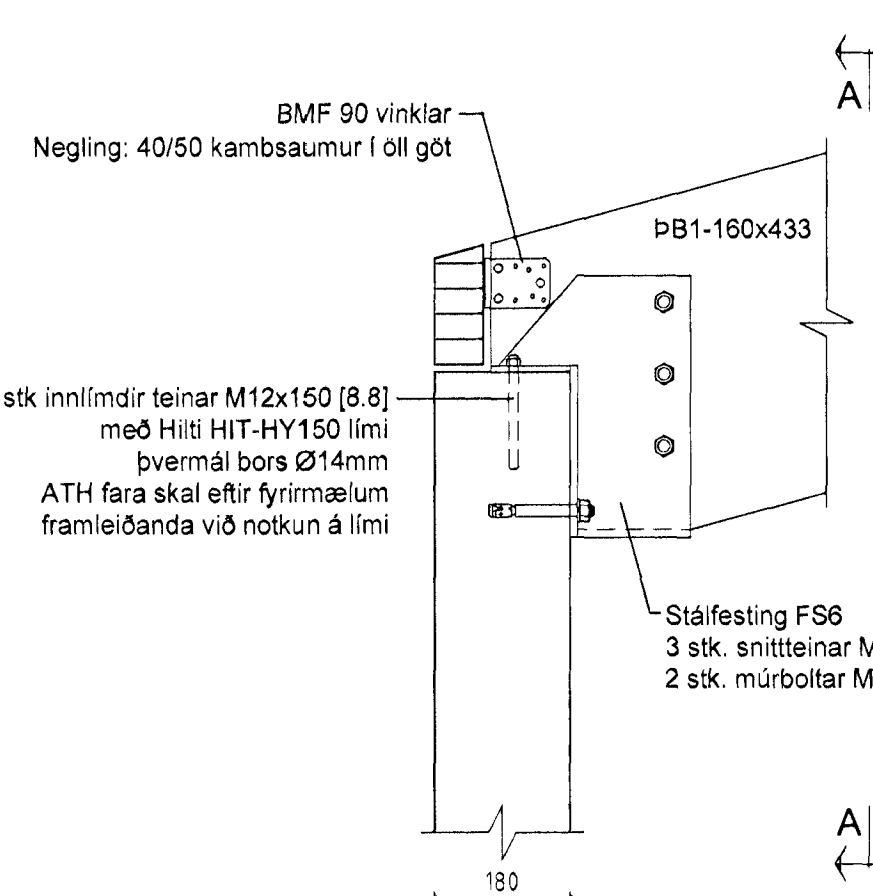 A
BMF 90 vinklar
Negling: 40/50 kambsaumur í öll göt
ÞB1-160x433
stk innlímdir teinar M12x150 [8.8]
með Hilti HIT-HY150 lími
þvermál bors Ø14mm
ATH fara skal eftir fyrirmælum
framleiðanda við notkun á lími
Stálfesting FS6
3 stk. snittteinar M
2 stk. múrboltar M
A
180